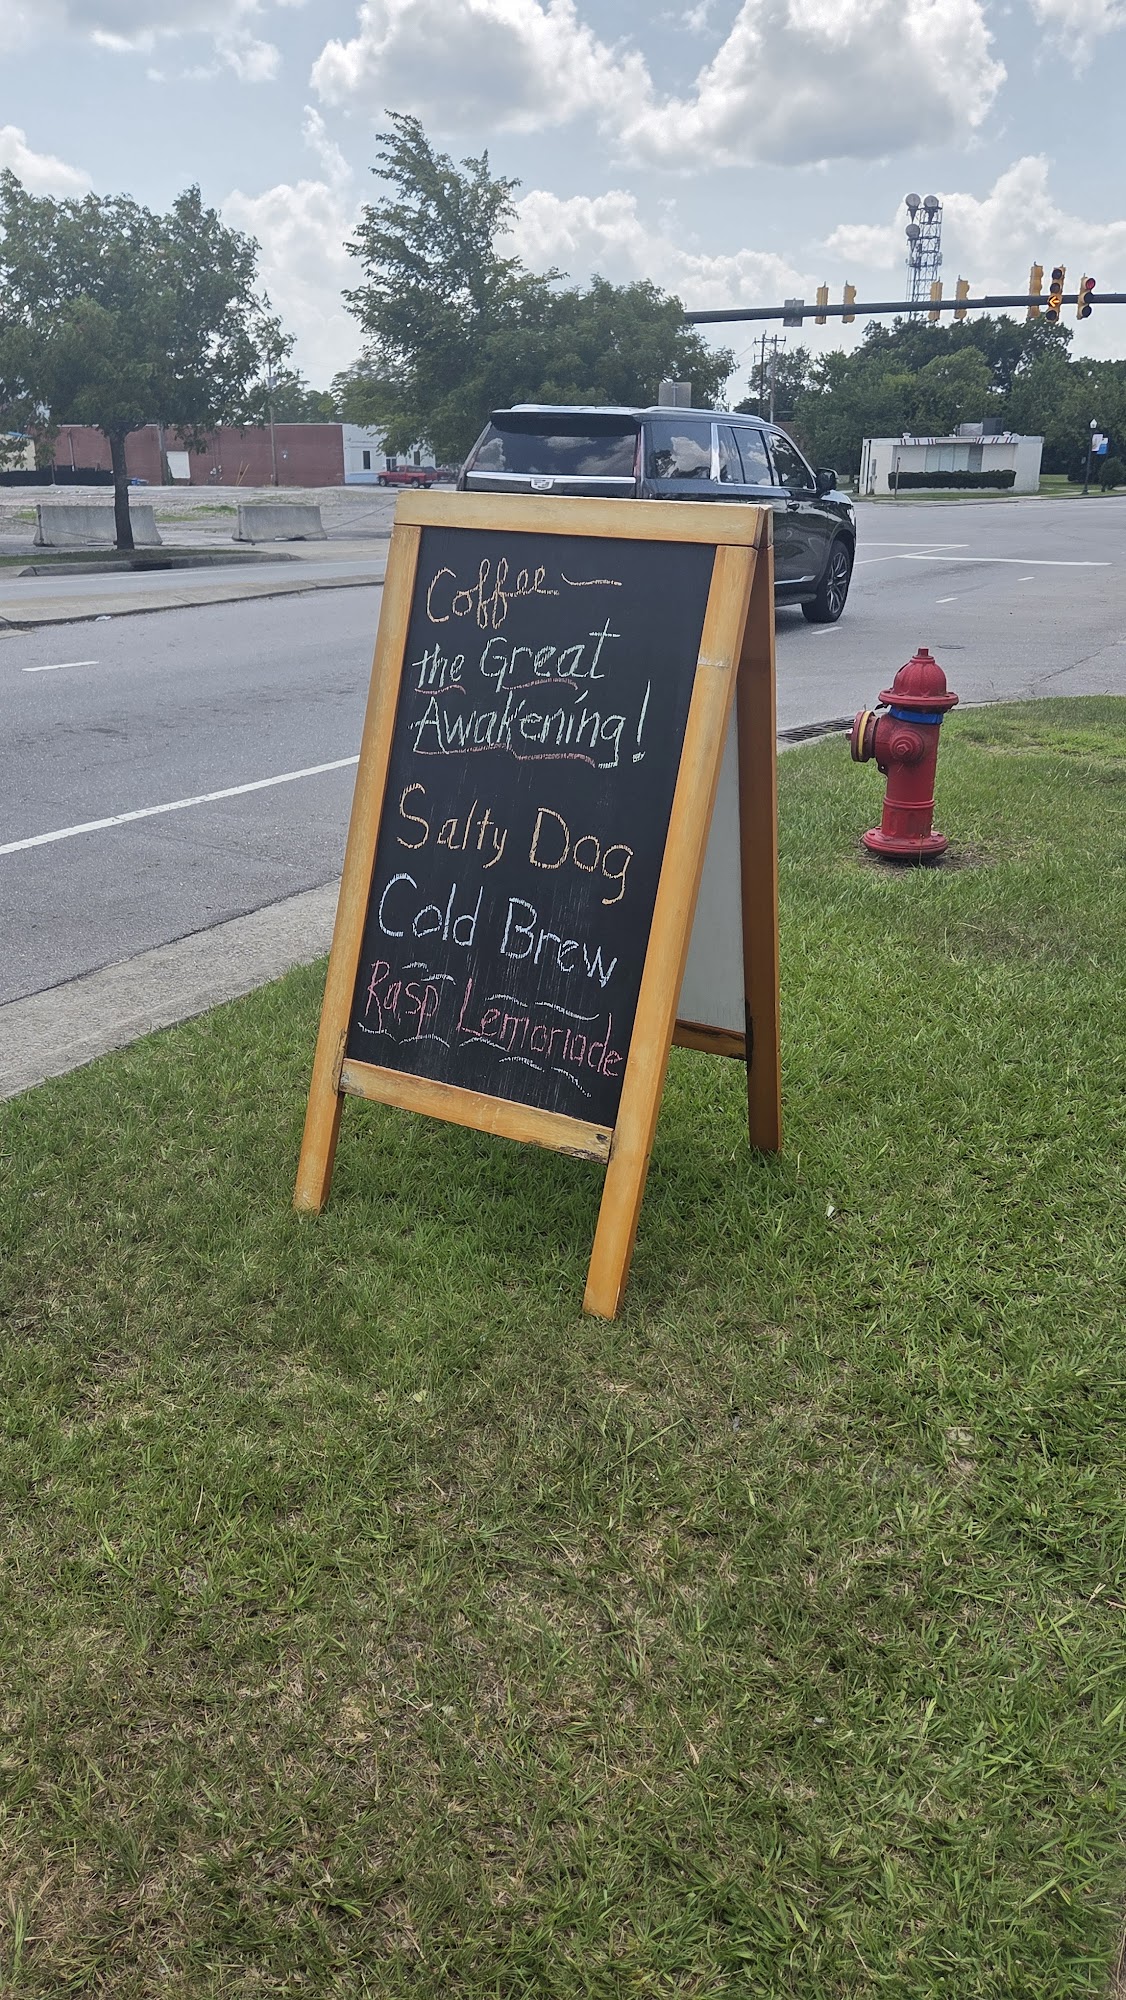 Coffee—
the Great
Awakening!
Salty Dog
Cold Brew
Rasp Lemonade